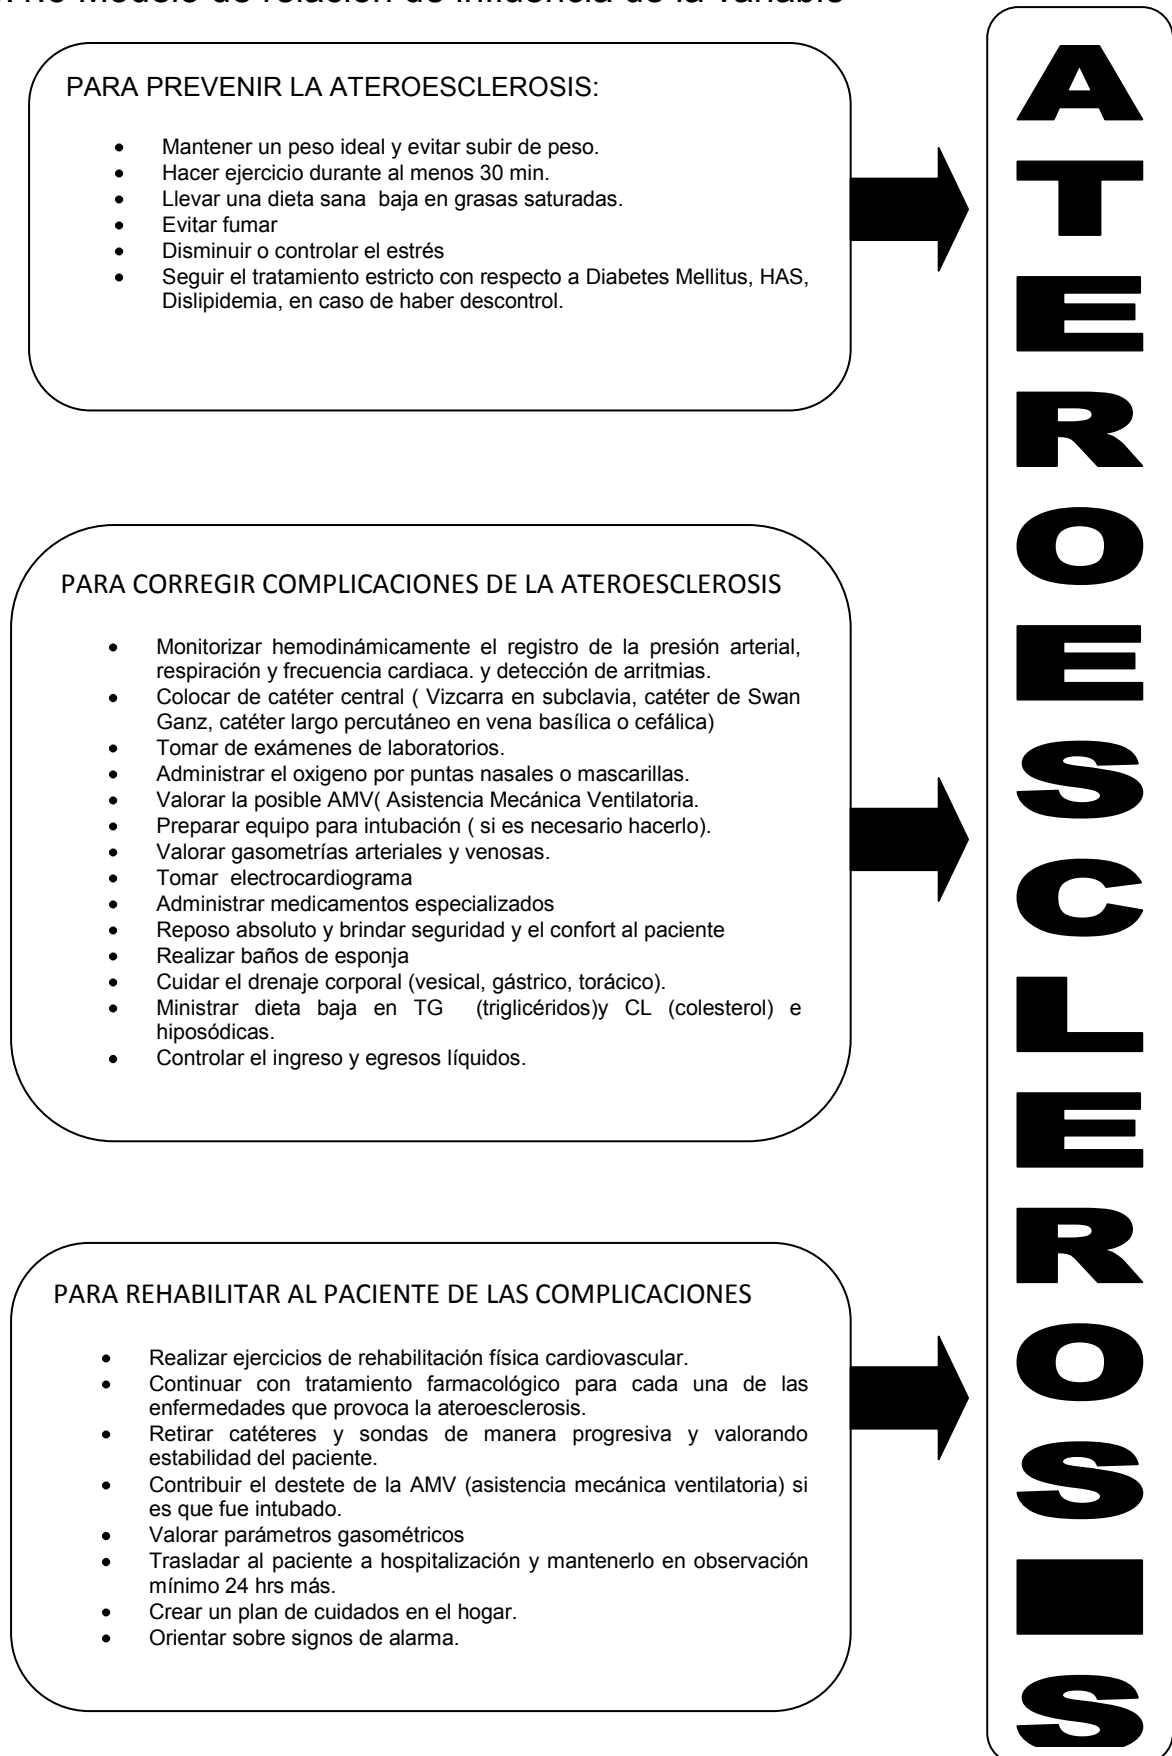 Modelo de relación de influencia de la variable
PARA PREVENIR LA ATEROESCLEROSIS:
• Mantener un peso ideal y evitar subir de peso.
• Hacer ejercicio durante al menos 30 min.
• Llevar una dieta sana baja en grasas saturadas.
• Evitar fumar
• Disminuir o controlar el estrés
• Seguir el tratamiento estricto con respecto a Diabetes Mellitus, HAS,
Dislipidemia, en caso de haber descontrol.
PARA CORREGIR COMPLICACIONES DE LA ATEROESCLEROSIS
• Monitorizar hemodinámicamente el registro de la presión arterial,
respiración y frecuencia cardiaca. y detección de arritmias.
• Colocar de catéter central ( Vizcarra en subclavia, catéter de Swan
Ganz, catéter largo percutáneo en vena basílica o cefálica)
• Tomar de exámenes de laboratorios.
• Administrar el oxigeno por puntas nasales o mascarillas.
• Valorar la posible AMV( Asistencia Mecánica Ventilatoria.
• Preparar equipo para intubación ( si es necesario hacerlo).
• Valorar gasometrías arteriales y venosas.
• Tomar electrocardiograma
• Administrar medicamentos especializados
• Reposo absoluto y brindar seguridad y el confort al paciente
• Realizar baños de esponja
• Cuidar el drenaje corporal (vesical, gástrico, torácico).
• Ministrar dieta baja en TG (triglicéridos)y CL (colesterol) e
hiposódicas.
• Controlar el ingreso y egresos líquidos.
PARA REHABILITAR AL PACIENTE DE LAS COMPLICACIONES
• Realizar ejercicios de rehabilitación física cardiovascular.
• Continuar con tratamiento farmacológico para cada una de las
enfermedades que provoca la ateroesclerosis.
• Retirar catéteres y sondas de manera progresiva y valorando
estabilidad del paciente.
• Contribuir el destete de la AMV (asistencia mecánica ventilatoria) si
es que fue intubado.
• Valorar parámetros gasométricos
• Trasladar al paciente a hospitalización y mantenerlo en observación
mínimo 24 hrs más.
• Crear un plan de cuidados en el hogar.
• Orientar sobre signos de alarma.
ATEROESCLEROSIS